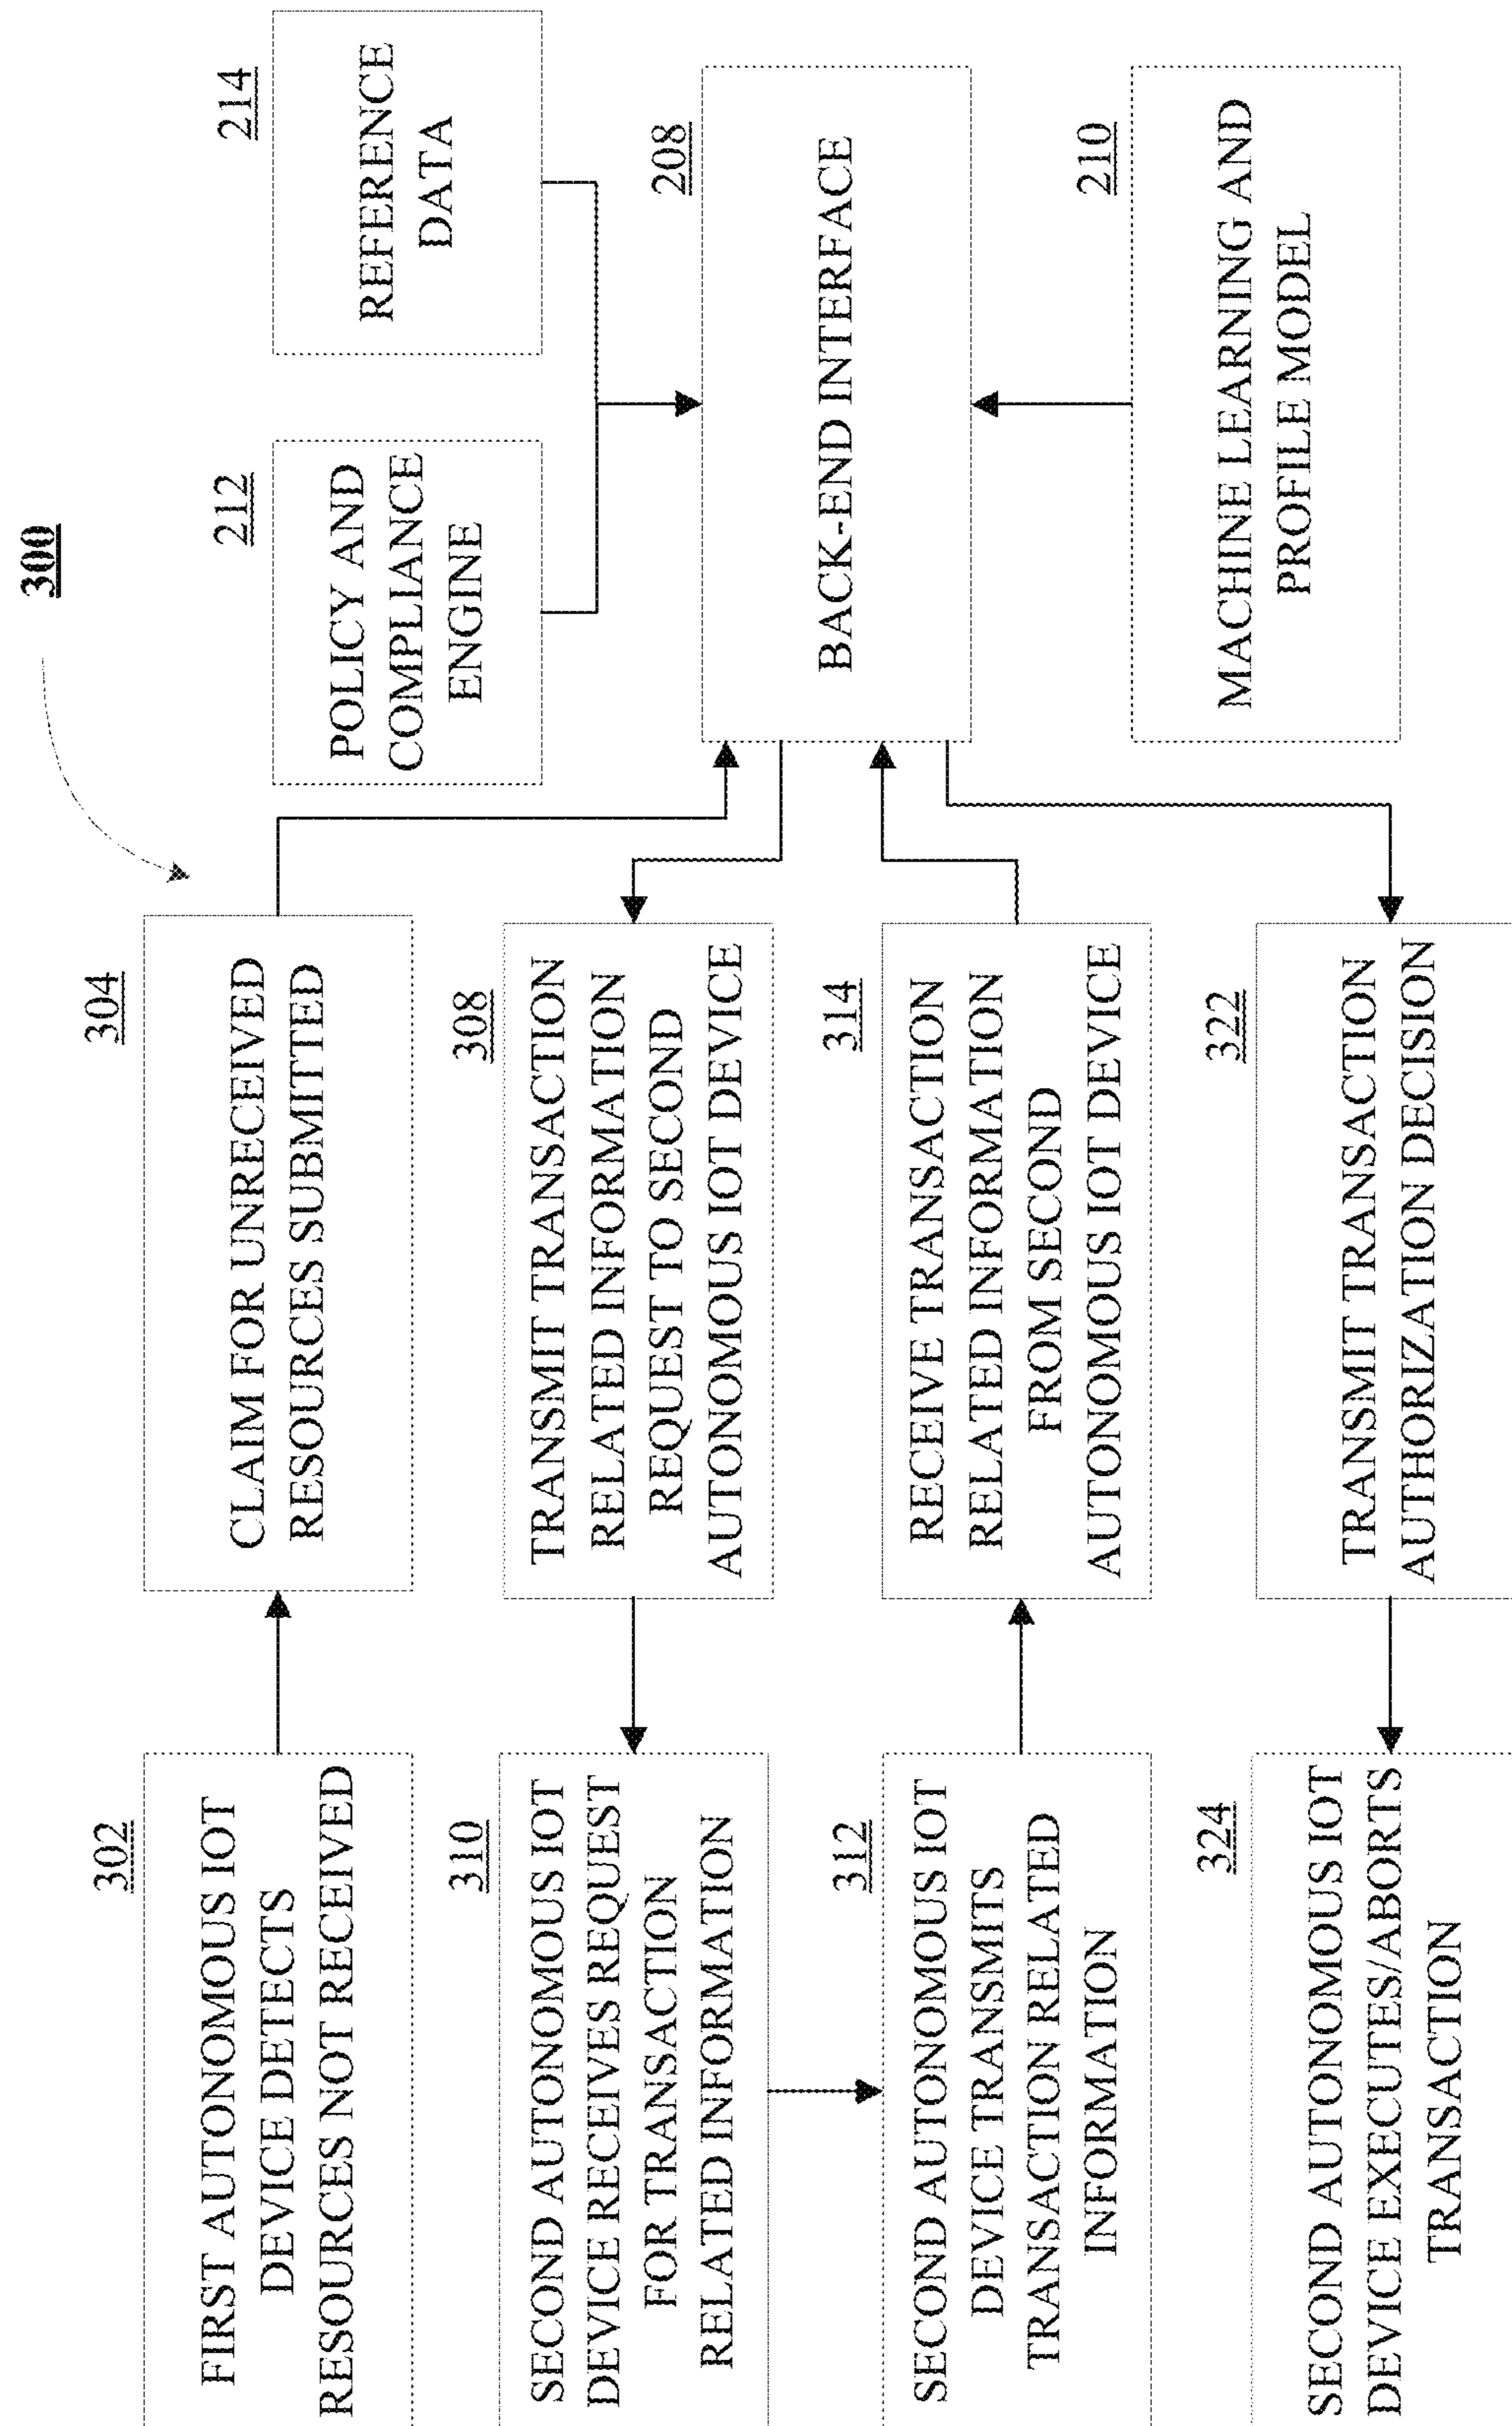 300
302
FIRST AUTONOMOUS IOT
DEVICE DETECTS
RESOURCES NOT RECEIVED
304
CLAIM FOR UNRECEIVED
RESOURCES SUBMITTED
212
POLICY AND
COMPLIANCE
ENGINE
214
REFERENCE
DATA
310
SECOND AUTONOMOUS IOT
DEVICE RECEIVES REQUEST
FOR TRANSACTION
RELATED INFORMATION
308
TRANSMIT TRANSACTION
RELATED INFORMATION
REQUEST TO SECOND
AUTONOMOUS IOT DEVICE
208
BACK-END INTERFACE
312
SECOND AUTONOMOUS IOT
DEVICE TRANSMITS
TRANSACTION RELATED
INFORMATION
314
RECEIVE TRANSACTION
RELATED INFORMATION
FROM SECOND
AUTONOMOUS IOT DEVICE
210
MACHINE LEARNING AND
PROFILE MODEL
324
SECOND AUTONOMOUS IOT
DEVICE EXECUTES/ABORTS
TRANSACTION
322
TRANSMIT TRANSACTION
AUTHORIZATION DECISION